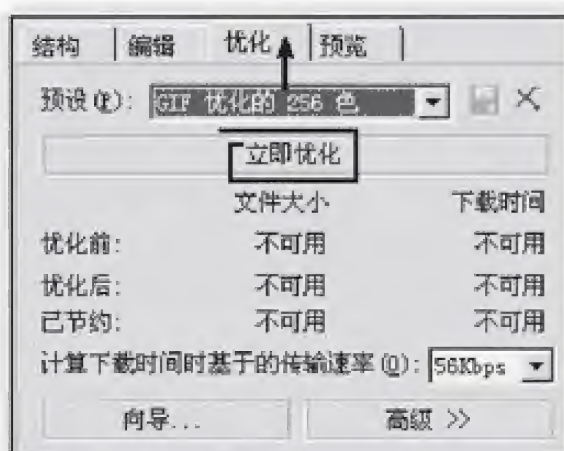 结构 编辑 优化 预览
预设(P): GIF 优化的 256 色
立即优化
文件大小 下载时间
优化前: 不可用 不可用
优化后: 不可用 不可用
已节约: 不可用 不可用
计算下载时间时基于的传输速率(Q): 56Kbps
向导... 高级 >>